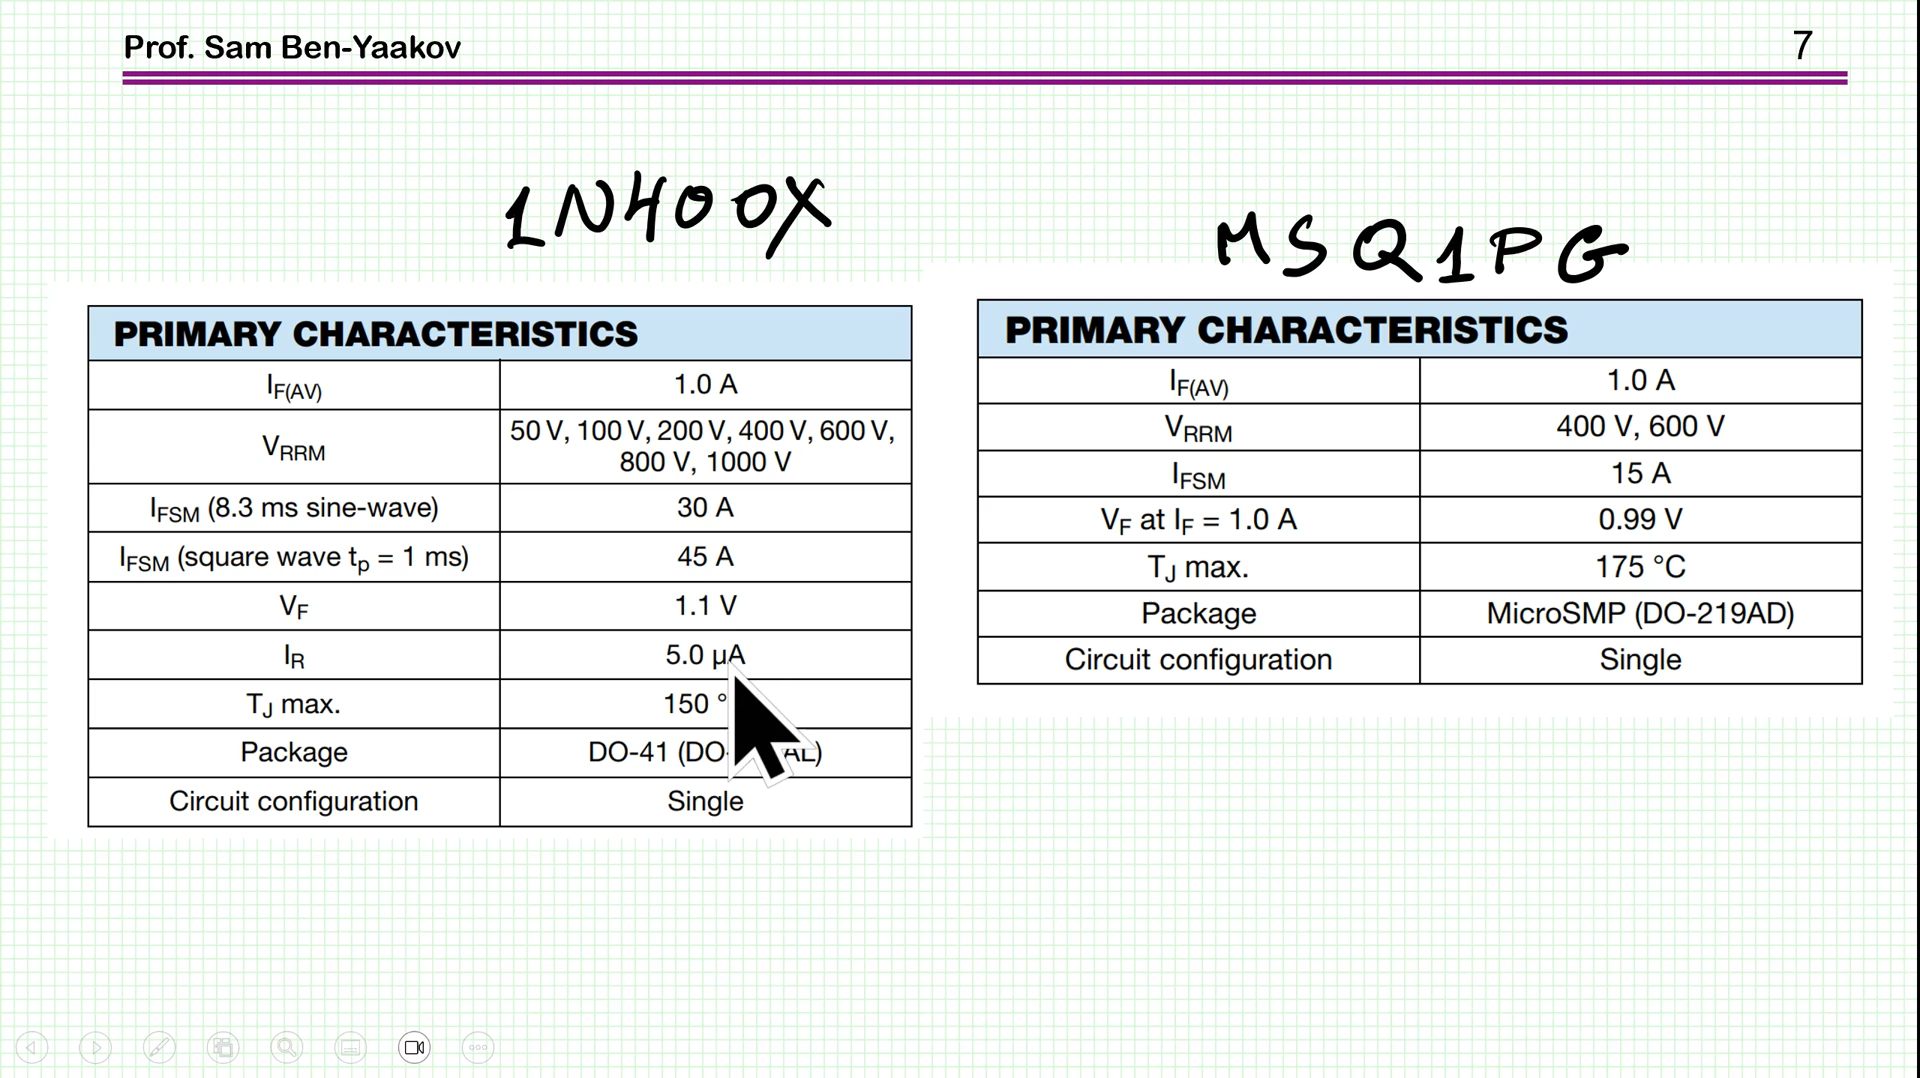 Prof. Sam Ben-Yaakov
7
1N400X
PRIMARY CHARACTERISTICS
IF(AV) 1.0 A
VRRM 50 V, 100 V, 200 V, 400 V, 600 V,
800 V, 1000 V
IFSM (8.3 ms sine-wave) 30 A
IFSM (square wave tp = 1 ms) 45 A
VF 1.1 V
IR 5.0 µA
TJ max. 150 °
Package DO-41 (DO- AL)
Circuit configuration Single
MSQ1PG
PRIMARY CHARACTERISTICS
IF(AV) 1.0 A
VRRM 400 V, 600 V
IFSM 15 A
VF at IF = 1.0 A 0.99 V
TJ max. 175 °C
Package MicroSMP (DO-219AD)
Circuit configuration Single